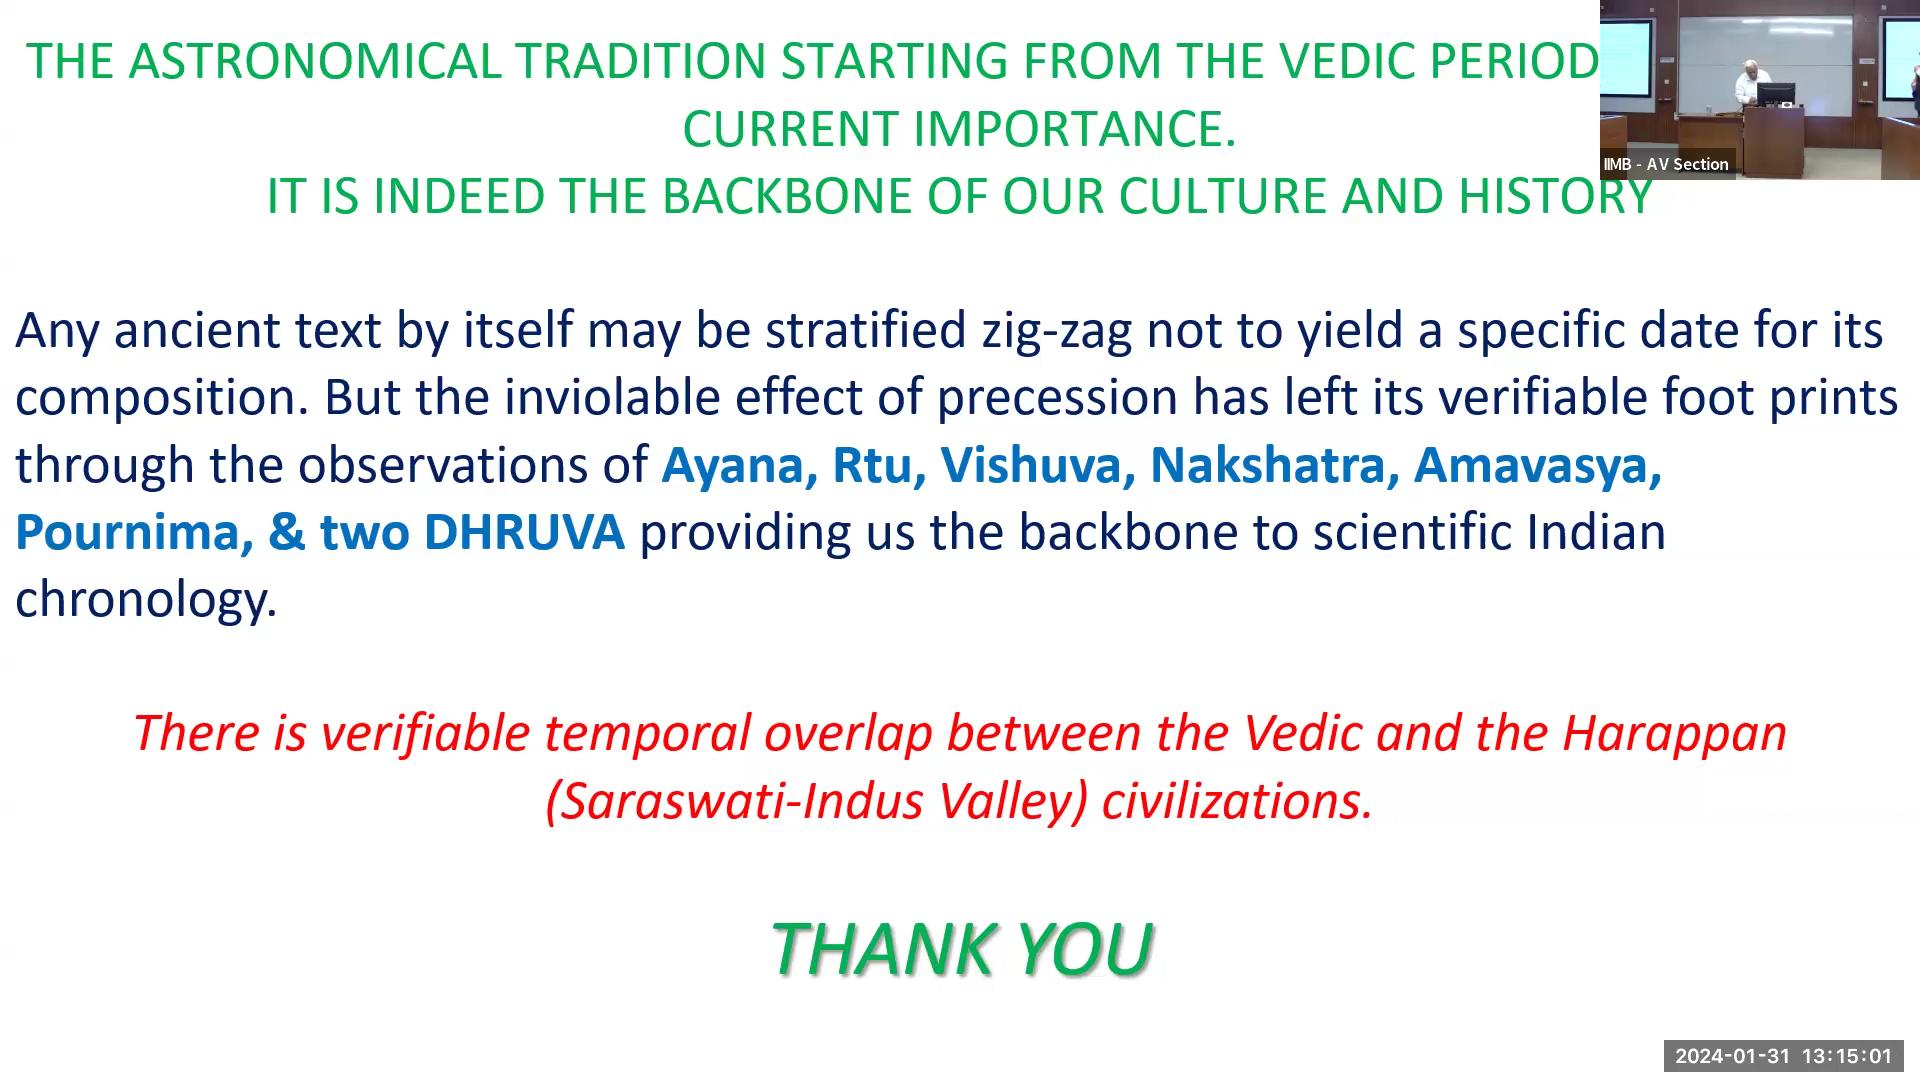 THE ASTRONOMICAL TRADITION STARTING FROM THE VEDIC PERIOD
CURRENT IMPORTANCE.
IT IS INDEED THE BACKBONE OF OUR CULTURE AND HISTORY
IIMB - AV Section
Any ancient text by itself may be stratified zig-zag not to yield a specific date for its
composition. But the inviolable effect of precession has left its verifiable foot prints
through the observations of Ayana, Rtu, Vishuva, Nakshatra, Amavasya,
Pournima, & two DHRUVA providing us the backbone to scientific Indian
chronology.
There is verifiable temporal overlap between the Vedic and the Harappan
(Saraswati-Indus Valley) civilizations.
THANK YOU
2024-01-31 13:15:01